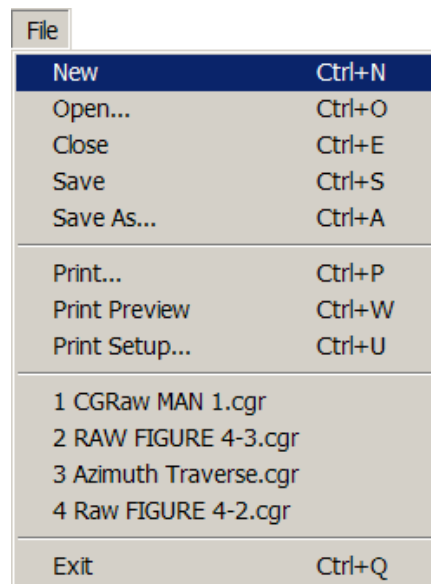 File
New Ctrl+N
Open... Ctrl+O
Close Ctrl+E
Save Ctrl+S
Save As... Ctrl+A
Print... Ctrl+P
Print Preview Ctrl+W
Print Setup... Ctrl+U
1 CGRaw MAN 1.cgr
2 RAW FIGURE 4-3.cgr
3 Azimuth Traverse.cgr
4 Raw FIGURE 4-2.cgr
Exit Ctrl+Q